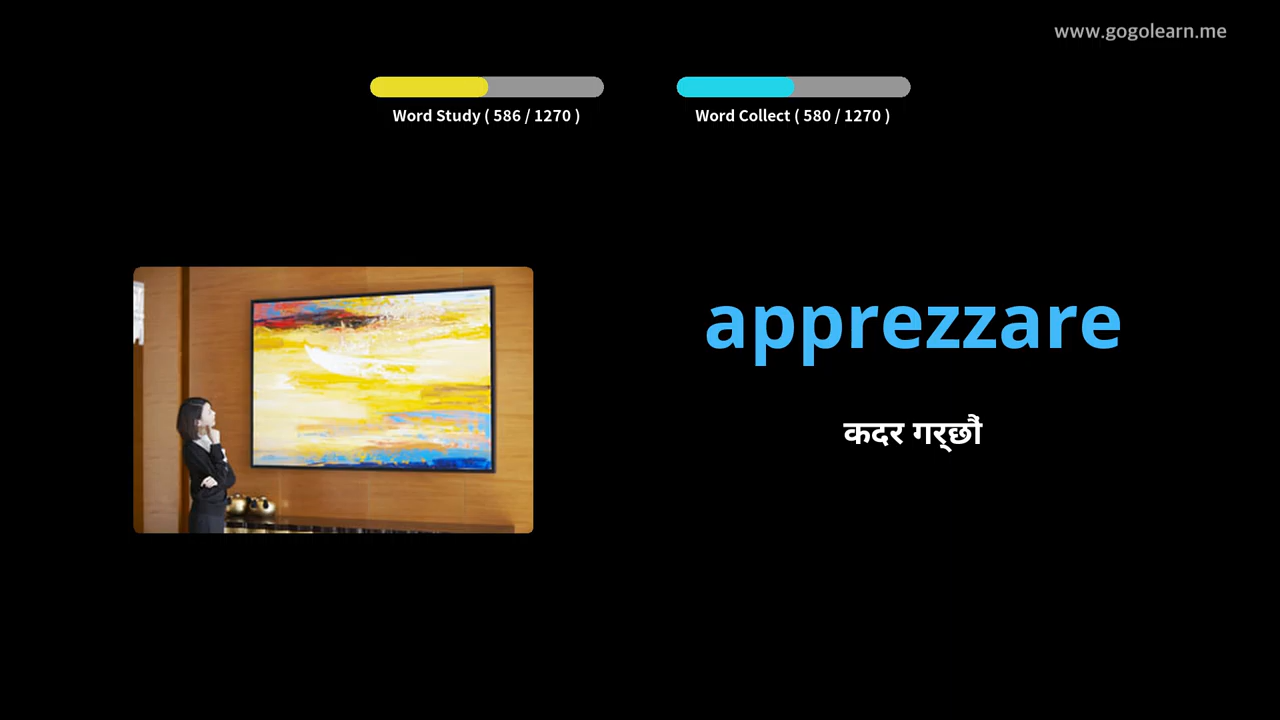 www.gogolearn.me
Word Study ( 586 / 1270 )
Word Collect ( 580 / 1270 )
apprezzare
कदर गर्छौं